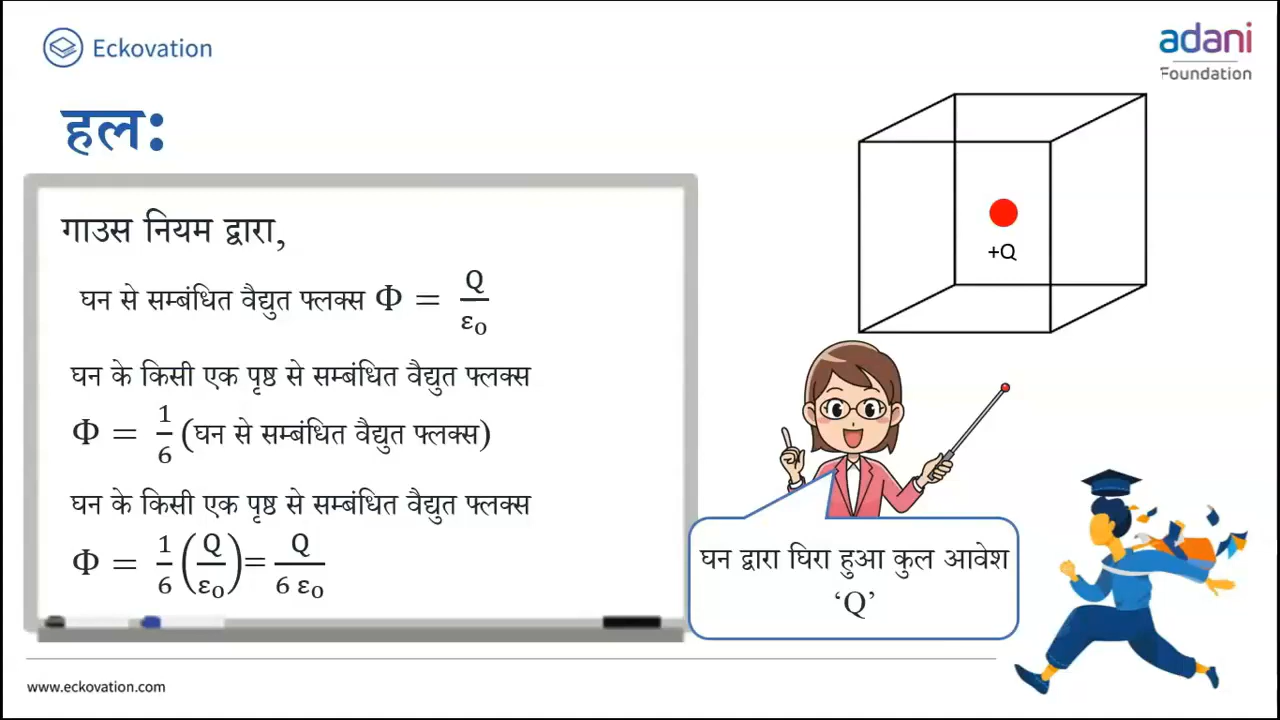 Eckovation
adani
Foundation
हल:
गाउस नियम द्वारा,
घन से सम्बंधित वैद्युत फ्लक्स Φ = Q/ε₀
घन के किसी एक पृष्ठ से सम्बंधित वैद्युत फ्लक्स
Φ = 1/6 (घन से सम्बंधित वैद्युत फ्लक्स)
घन के किसी एक पृष्ठ से सम्बंधित वैद्युत फ्लक्स
Φ = 1/6 (Q/ε₀) = Q/6 ε₀
+Q
घन द्वारा घिरा हुआ कुल आवेश
‘Q’
www.eckovation.com